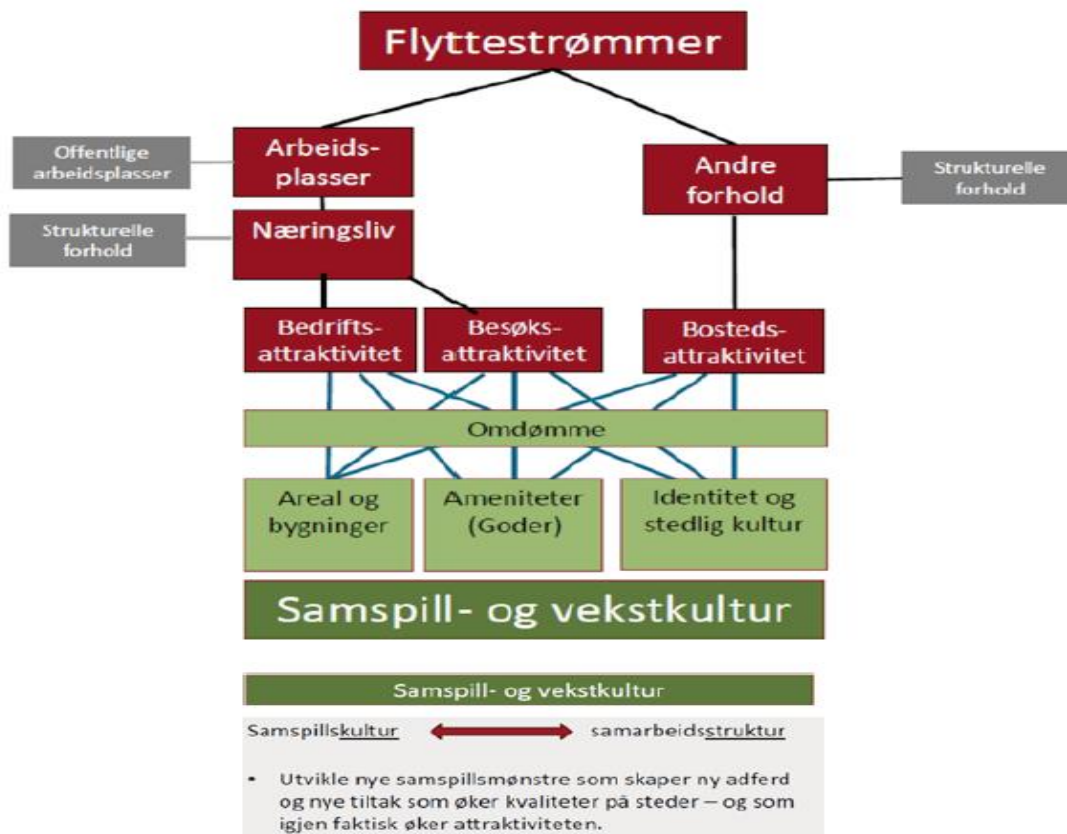 Flyttestrømmer
Offentlige
arbeidsplasser
Arbeids-
plasser
Andre
forhold
Strukturelle
forhold
Strukturelle
forhold
Næringsliv
Bedrifts-
attraktivitet
Besøks-
attraktivitet
Bosteds-
attraktivitet
Omdømme
Areal og
bygninger
Ameniteter
(Goder)
Identitet og
stedlig kultur
Samspill- og vekstkultur
Samspill- og vekstkultur
Samspillskultur samarbeidsstruktur
• Utvikle nye samspillsmønstre som skaper ny adferd
og nye tiltak som øker kvaliteter på steder – og som
igjen faktisk øker attraktiviteten.